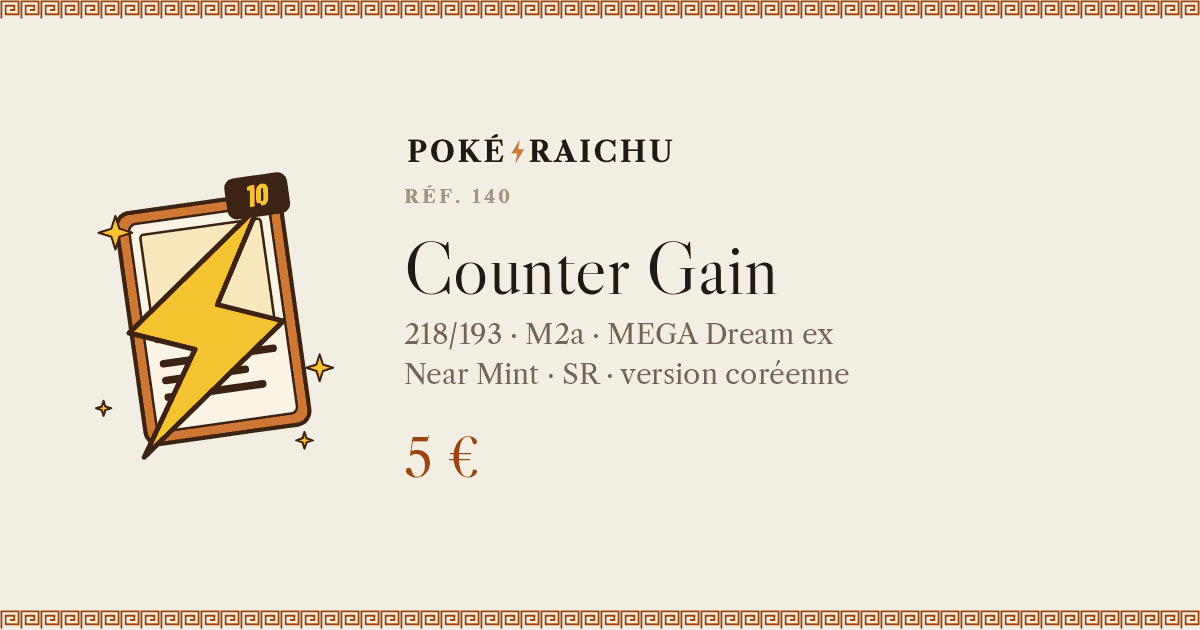 POKÉ RAICHU
RÉF. 140
10
Counter Gain
218/193 · M2a · MEGA Dream ex
Near Mint · SR · version coréenne
5 €